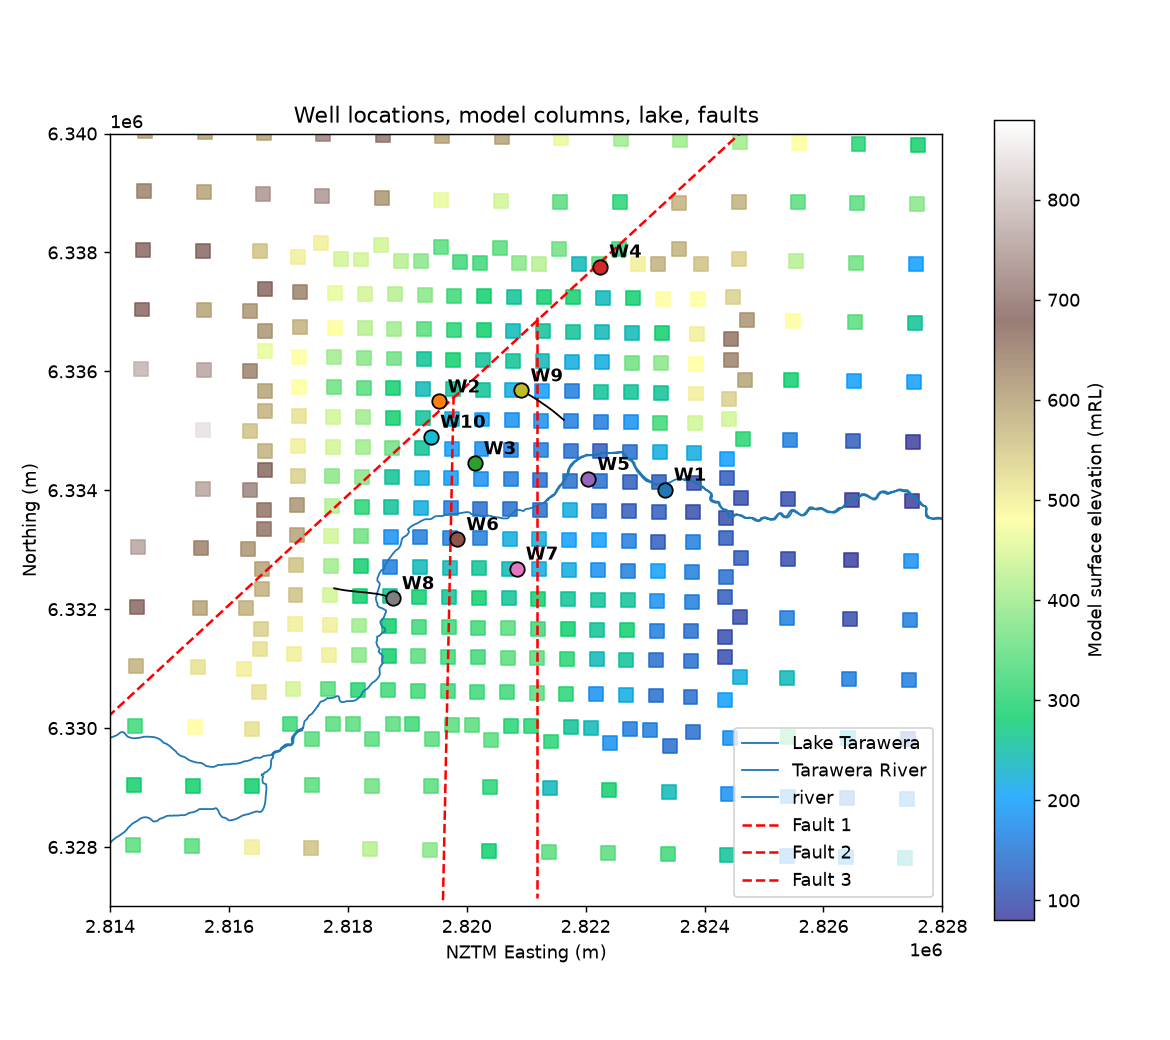 Well locations, model columns, lake, faults
1e6
6.340
6.338
6.336
6.334
6.332
6.330
6.328
Northing (m)
W4
W9
W2
W10
W3
W5
W1
W6
W7
W8
Lake Tarawera
Tarawera River
river
Fault 1
Fault 2
Fault 3
2.814 2.816 2.818 2.820 2.822 2.824 2.826 2.828
NZTM Easting (m)
1e6
800
700
600
500
400
300
200
100
Model surface elevation (mRL)